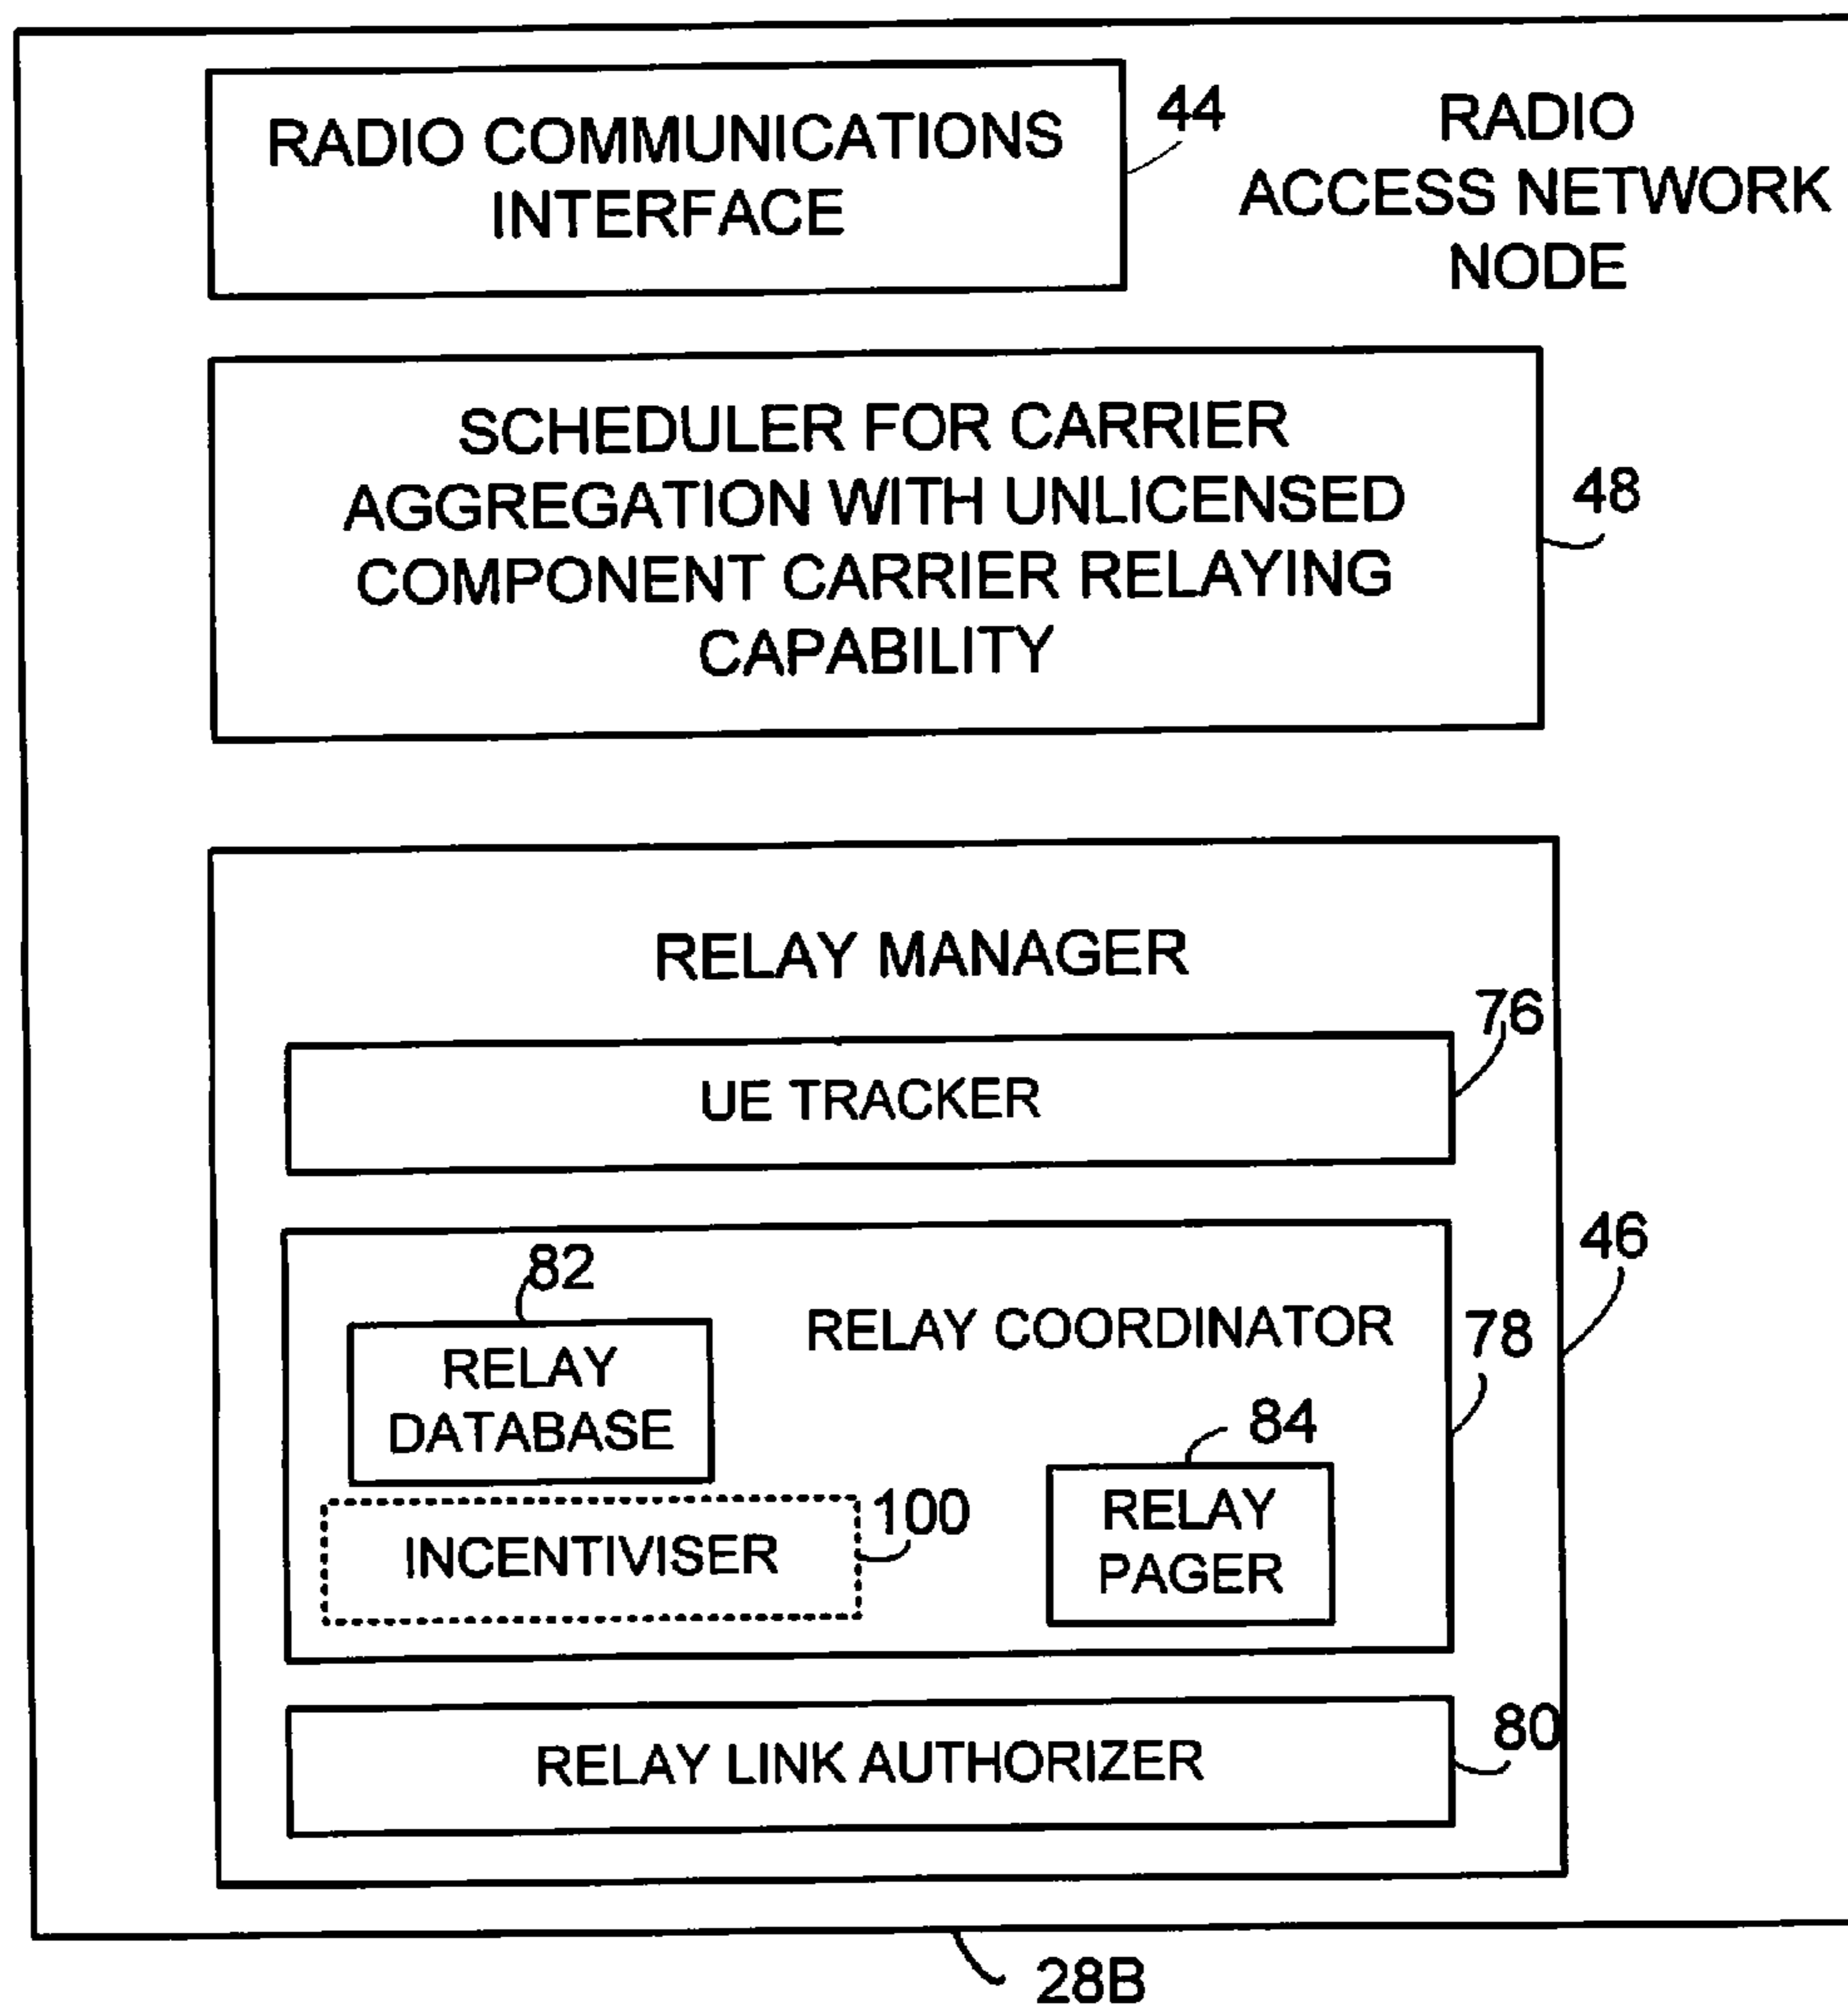 RADIO COMMUNICATIONS
INTERFACE
44
RADIO
ACCESS NETWORK
NODE
SCHEDULER FOR CARRIER
AGGREGATION WITH UNLICENSED
COMPONENT CARRIER RELAYING
CAPABILITY
48
RELAY MANAGER
76
UE TRACKER
46
82
RELAY COORDINATOR
78
RELAY
DATABASE
84
100
INCENTIVISER
RELAY
PAGER
80
RELAY LINK AUTHORIZER
28B